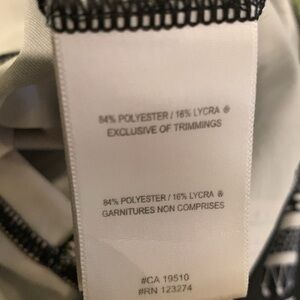 84% POLYESTER / 16% LYCRA ®
EXCLUSIVE OF TRIMMINGS
84% POLYESTER / 16% LYCRA ®
GARNITURES NON COMPRISES
#CA 19510
#RN 123274